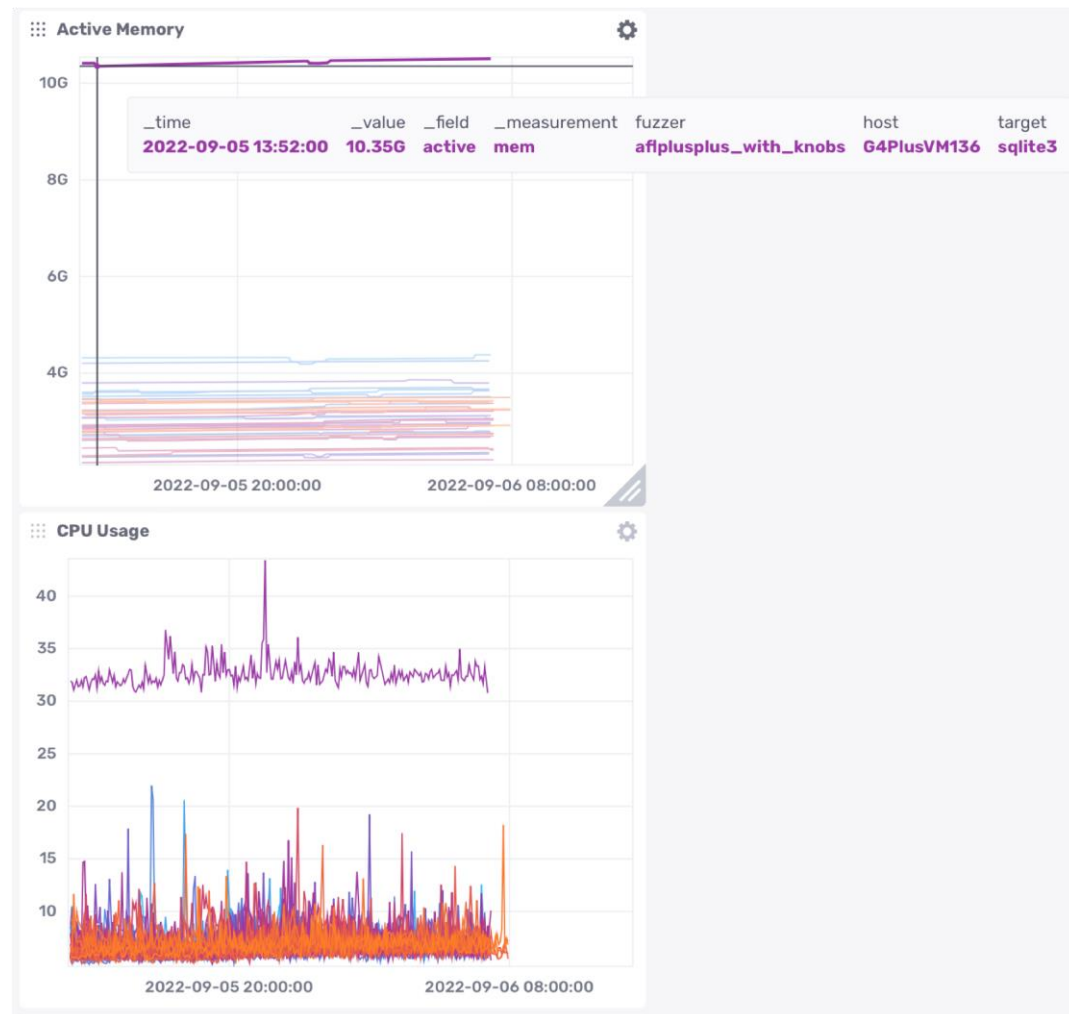 Active Memory
10G
_time _value _field _measurement fuzzer host target
2022-09-05 13:52:00 10.35G active mem aflplusplus_with_knobs G4PlusVM136 sqlite3
8G
6G
4G
2022-09-05 20:00:00 2022-09-06 08:00:00
CPU Usage
40
35
30
25
20
15
10
2022-09-05 20:00:00 2022-09-06 08:00:00